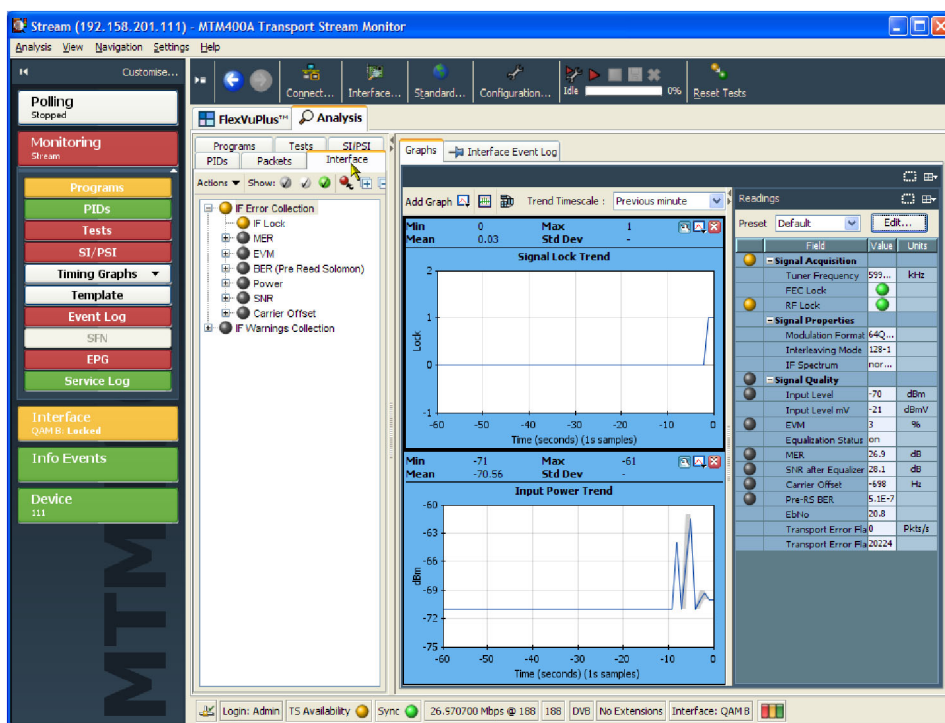 Stream (192.158.201.111) - MTM400A Transport Stream Monitor
Analysis View Navigation Settings Help
Customise...
Polling
Stopped
Monitoring
Stream
Programs
PIDs
Tests
SI/PSI
Timing Graphs
Template
Event Log
SFN
EPG
Service Log
Interface
QAM B: Locked
Info Events
Device
111
MTM
Connect... Interface... Standard... Configuration... Idle 0% Reset Tests
FlexVuPlus™ Analysis
Programs Tests SI/PSI
PIDs Packets Interface
Actions Show:
IF Error Collection
IF Lock
MER
EVM
BER (Pre Reed Solomon)
Power
SNR
Carrier Offset
IF Warnings Collection
Graphs Interface Event Log
Add Graph Trend Timescale : Previous minute
Min 0 Max 1
Mean 0.03 Std Dev -
Signal Lock Trend
2
1
0
-1
Lock
-60 -50 -40 -30 -20 -10 0
Time (seconds) (1s samples)
Min -71 Max -61
Mean -70.56 Std Dev -
Input Power Trend
-60
-63
-66
-69
-72
-75
dBm
-60 -50 -40 -30 -20 -10 0
Time (seconds) (1s samples)
Readings
Preset Default Edit...
Field Value Units
Signal Acquisition
Tuner Frequency 599... kHz
FEC Lock
RF Lock
Signal Properties
Modulation Format 64Q...
Interleaving Mode 128-1
IF Spectrum nor...
Signal Quality
Input Level -70 dBm
Input Level mV -21 dBmV
EVM 3 %
Equalization Status on
MER 26.9 dB
SNR after Equalizer 28.1 dB
Carrier Offset -698 Hz
Pre-RS BER 5.1E-7
EbNo 20.8
Transport Error Fla 0 Pkts/s
Transport Error Fla 20224
Login: Admin TS Availability Sync 26.970700 Mbps @ 188 188 DVB No Extensions Interface: QAM B